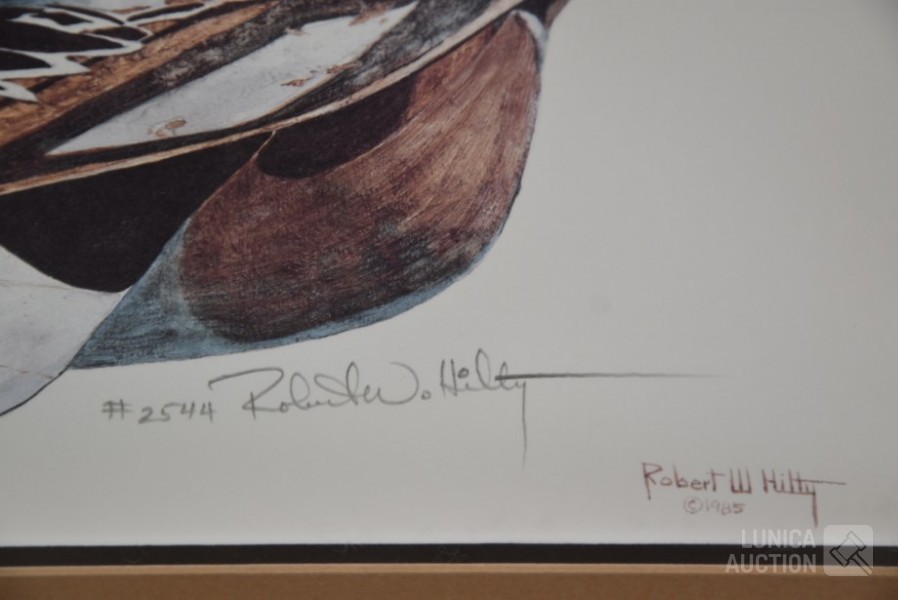 #2544 Robert W. Hilty
Robert W Hilty
©1985
LUNICA
AUCTION